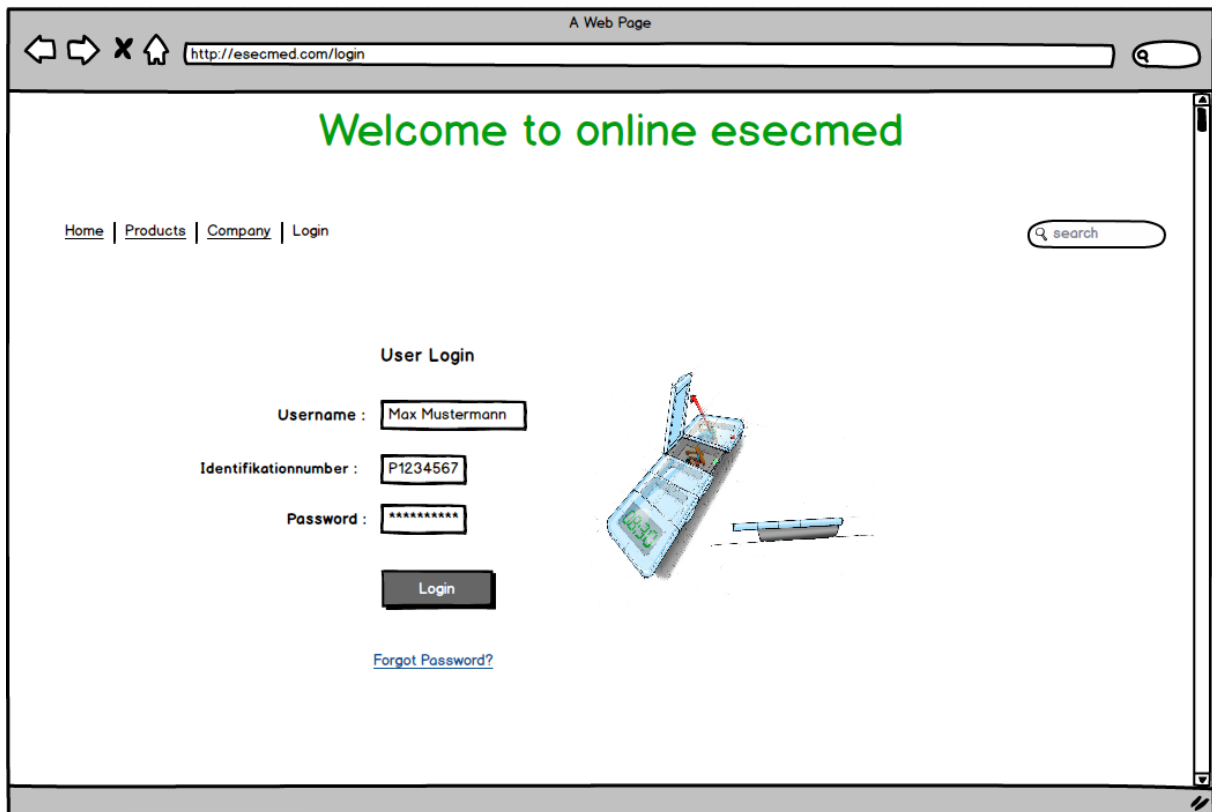 A Web Page
http://esecmed.com/login
Welcome to online esecmed
Home | Products | Company | Login
search
User Login
Username : Max Mustermann
Identifikationnumber : P1234567
Password : **********
08:30
Login
Forgot Password?